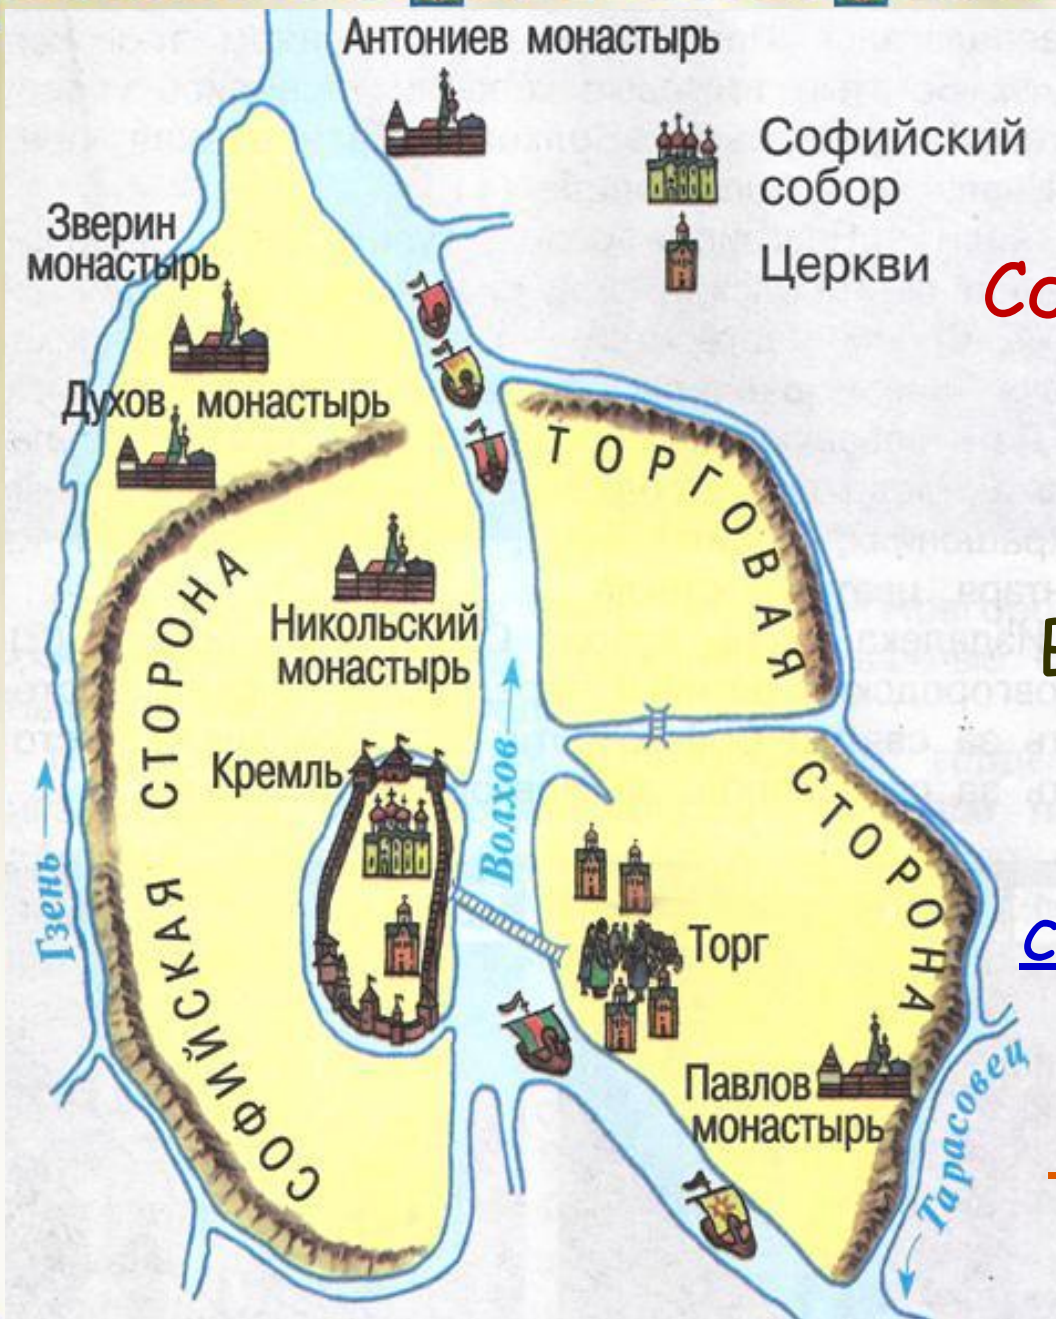 Антониев монастырь
Софийский
собор
Церкви
Зверин
монастырь
Духов монастырь
ТОРГОВАЯ
СТОРОНА
СОФИЙСКАЯ СТОРОНА
Никольский
монастырь
Кремль
Волхов
Гзень
Торг
Павлов
монастырь
Тарасовец
Со